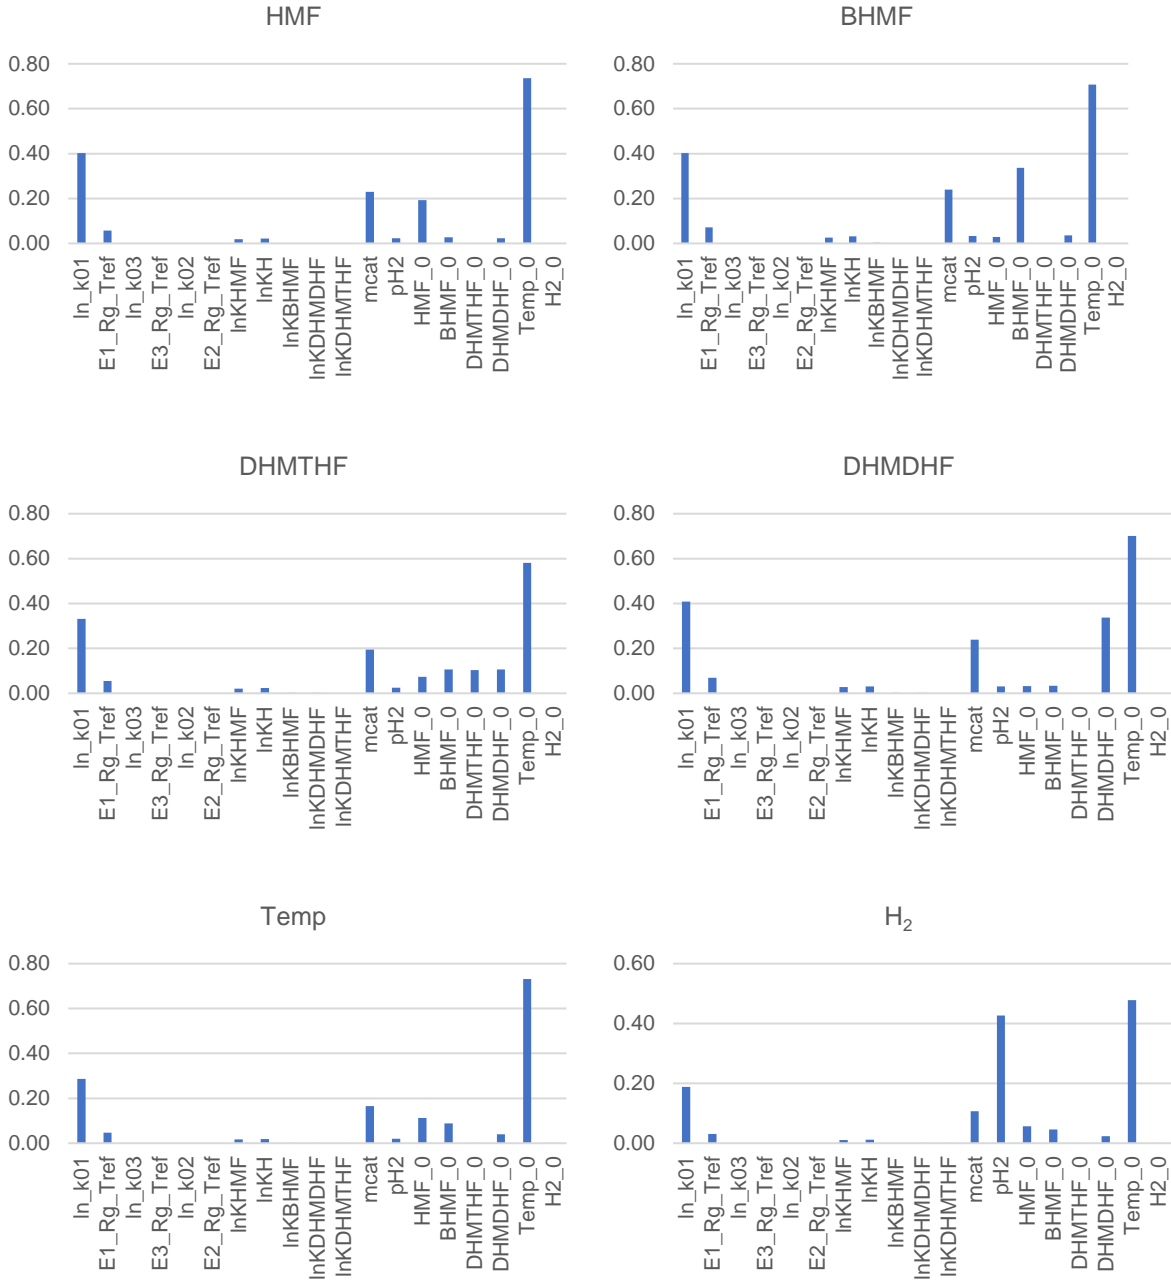 HMF
0.80
0.60
0.40
0.20
0.00
ln_k01
E1_Rg_Tref
ln_k03
E3_Rg_Tref
ln_k02
E2_Rg_Tref
lnKHMF
lnKH
lnKBHMF
lnKDHMDHF
lnKDHMTHF
mcat
pH2
HMF_0
BHMF_0
DHMTHF_0
DHMDHF_0
Temp_0
H2_0
BHMF
0.80
0.60
0.40
0.20
0.00
ln_k01
E1_Rg_Tref
ln_k03
E3_Rg_Tref
ln_k02
E2_Rg_Tref
lnKHMF
lnKH
lnKBHMF
lnKDHMDHF
lnKDHMTHF
mcat
pH2
HMF_0
BHMF_0
DHMTHF_0
DHMDHF_0
Temp_0
H2_0
DHMTHF
0.80
0.60
0.40
0.20
0.00
ln_k01
E1_Rg_Tref
ln_k03
E3_Rg_Tref
ln_k02
E2_Rg_Tref
lnKHMF
lnKH
lnKBHMF
lnKDHMDHF
lnKDHMTHF
mcat
pH2
HMF_0
BHMF_0
DHMTHF_0
DHMDHF_0
Temp_0
H2_0
DHMDHF
0.80
0.60
0.40
0.20
0.00
ln_k01
E1_Rg_Tref
ln_k03
E3_Rg_Tref
ln_k02
E2_Rg_Tref
lnKHMF
lnKH
lnKBHMF
lnKDHMDHF
lnKDHMTHF
mcat
pH2
HMF_0
BHMF_0
DHMTHF_0
DHMDHF_0
Temp_0
H2_0
Temp
0.80
0.60
0.40
0.20
0.00
ln_k01
E1_Rg_Tref
ln_k03
E3_Rg_Tref
ln_k02
E2_Rg_Tref
lnKHMF
lnKH
lnKBHMF
lnKDHMDHF
lnKDHMTHF
mcat
pH2
HMF_0
BHMF_0
DHMTHF_0
DHMDHF_0
Temp_0
H2_0
H₂
0.60
0.40
0.20
0.00
ln_k01
E1_Rg_Tref
ln_k03
E3_Rg_Tref
ln_k02
E2_Rg_Tref
lnKHMF
lnKH
lnKBHMF
lnKDHMDHF
lnKDHMTHF
mcat
pH2
HMF_0
BHMF_0
DHMTHF_0
DHMDHF_0
Temp_0
H2_0